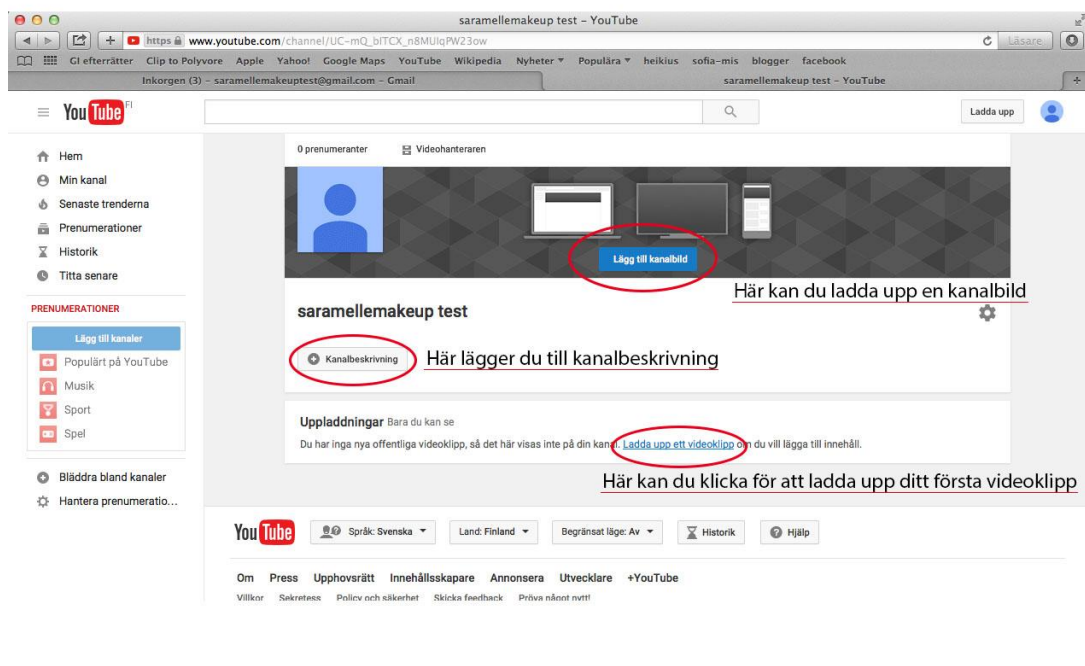 saramellemakeup test – YouTube
https www.youtube.com/channel/UC-mQ_bITCX_n8MUIqPW23ow Läsare
GI efterrätter Clip to Polyvore Apple Yahoo! Google Maps YouTube Wikipedia Nyheter Populära heikius sofia-mis blogger facebook
Inkorgen (3) – saramellemakeuptest@gmail.com – Gmail saramellemakeup test – YouTube
YouTube FI Ladda upp
0 prenumeranter Videohanteraren
Hem
Min kanal
Senaste trenderna
Prenumerationer
Historik
Titta senare
PRENUMERATIONER
Lägg till kanaler
Populärt på YouTube
Musik
Sport
Spel
Bläddra bland kanaler
Hantera prenumeratio...
Lägg till kanalbild
Här kan du ladda upp en kanalbild
saramellemakeup test
Kanalbeskrivning Här lägger du till kanalbeskrivning
Uppladdningar Bara du kan se
Du har inga nya offentliga videoklipp, så det här visas inte på din kanal. Ladda upp ett videoklipp om du vill lägga till innehåll.
Här kan du klicka för att ladda upp ditt första videoklipp
YouTube Språk: Svenska Land: Finland Begränsat läge: Av Historik Hjälp
Om Press Upphovsrätt Innehållsskapare Annonsera Utvecklare +YouTube
Villkor Sekretess Policy och säkerhet Skicka feedback Pröva något nytt!